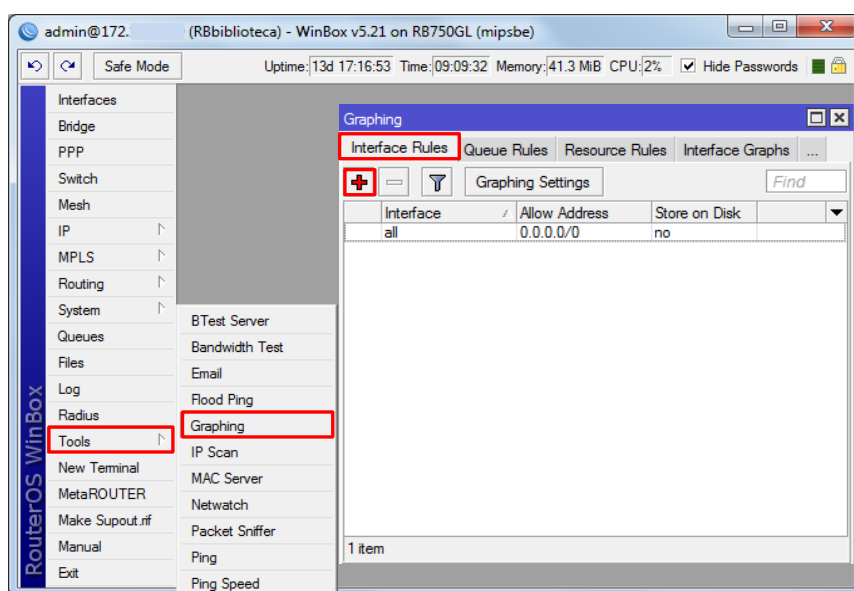 admin@172. (RBbiblioteca) - WinBox v5.21 on RB750GL (mipsbe)
Safe Mode Uptime: 13d 17:16:53 Time: 09:09:32 Memory: 41.3 MiB CPU: 2% Hide Passwords
RouterOS WinBox
Interfaces
Bridge
PPP
Switch
Mesh
IP
MPLS
Routing
System
Queues
Files
Log
Radius
Tools
New Terminal
MetaROUTER
Make Supout.rif
Manual
Exit
BTest Server
Bandwidth Test
Email
Flood Ping
Graphing
IP Scan
MAC Server
Netwatch
Packet Sniffer
Ping
Ping Speed
Graphing
Interface Rules Queue Rules Resource Rules Interface Graphs ...
Graphing Settings Find
Interface Allow Address Store on Disk
all 0.0.0.0/0 no
1 item